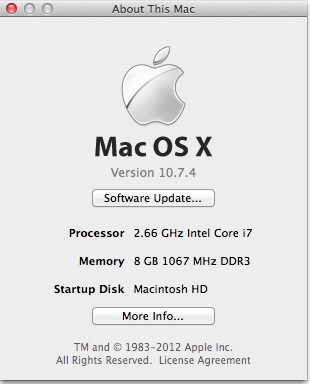 About This Mac
Mac OS X
Version 10.7.4
Software Update...
Processor 2.66 GHz Intel Core i7
Memory 8 GB 1067 MHz DDR3
Startup Disk Macintosh HD
More Info...
TM and © 1983-2012 Apple Inc.
All Rights Reserved. License Agreement